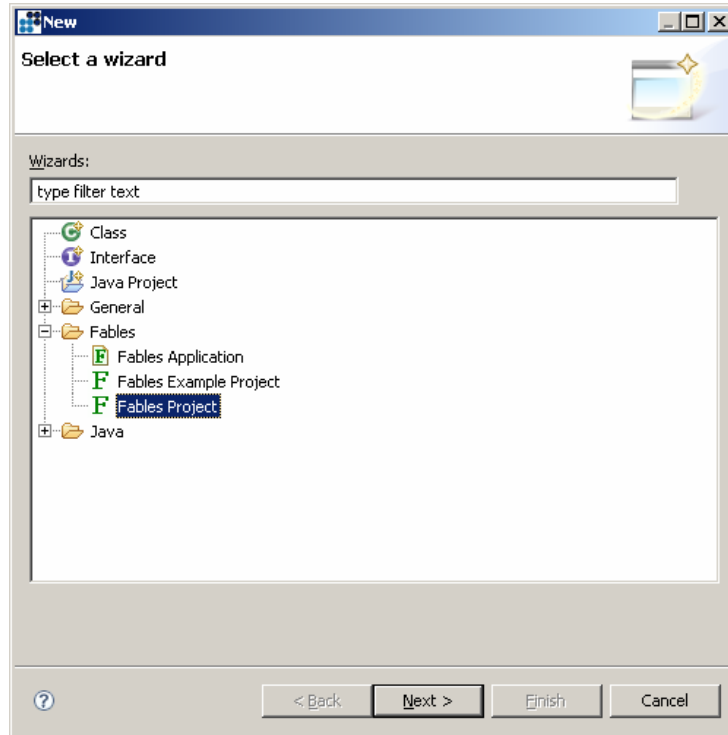 New
Select a wizard
Wizards:
type filter text
Class
Interface
Java Project
General
Fables
Fables Application
Fables Example Project
Fables Project
Java
< Back Next > Finish Cancel